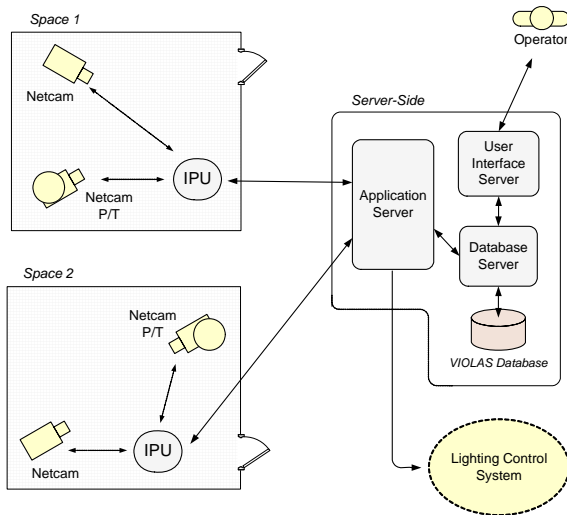 Space 1
Netcam
Netcam
P/T
IPU
Space 2
Netcam
P/T
Netcam
IPU
Operator
Server-Side
Application
Server
User
Interface
Server
Database
Server
VIOLAS Database
Lighting Control
System